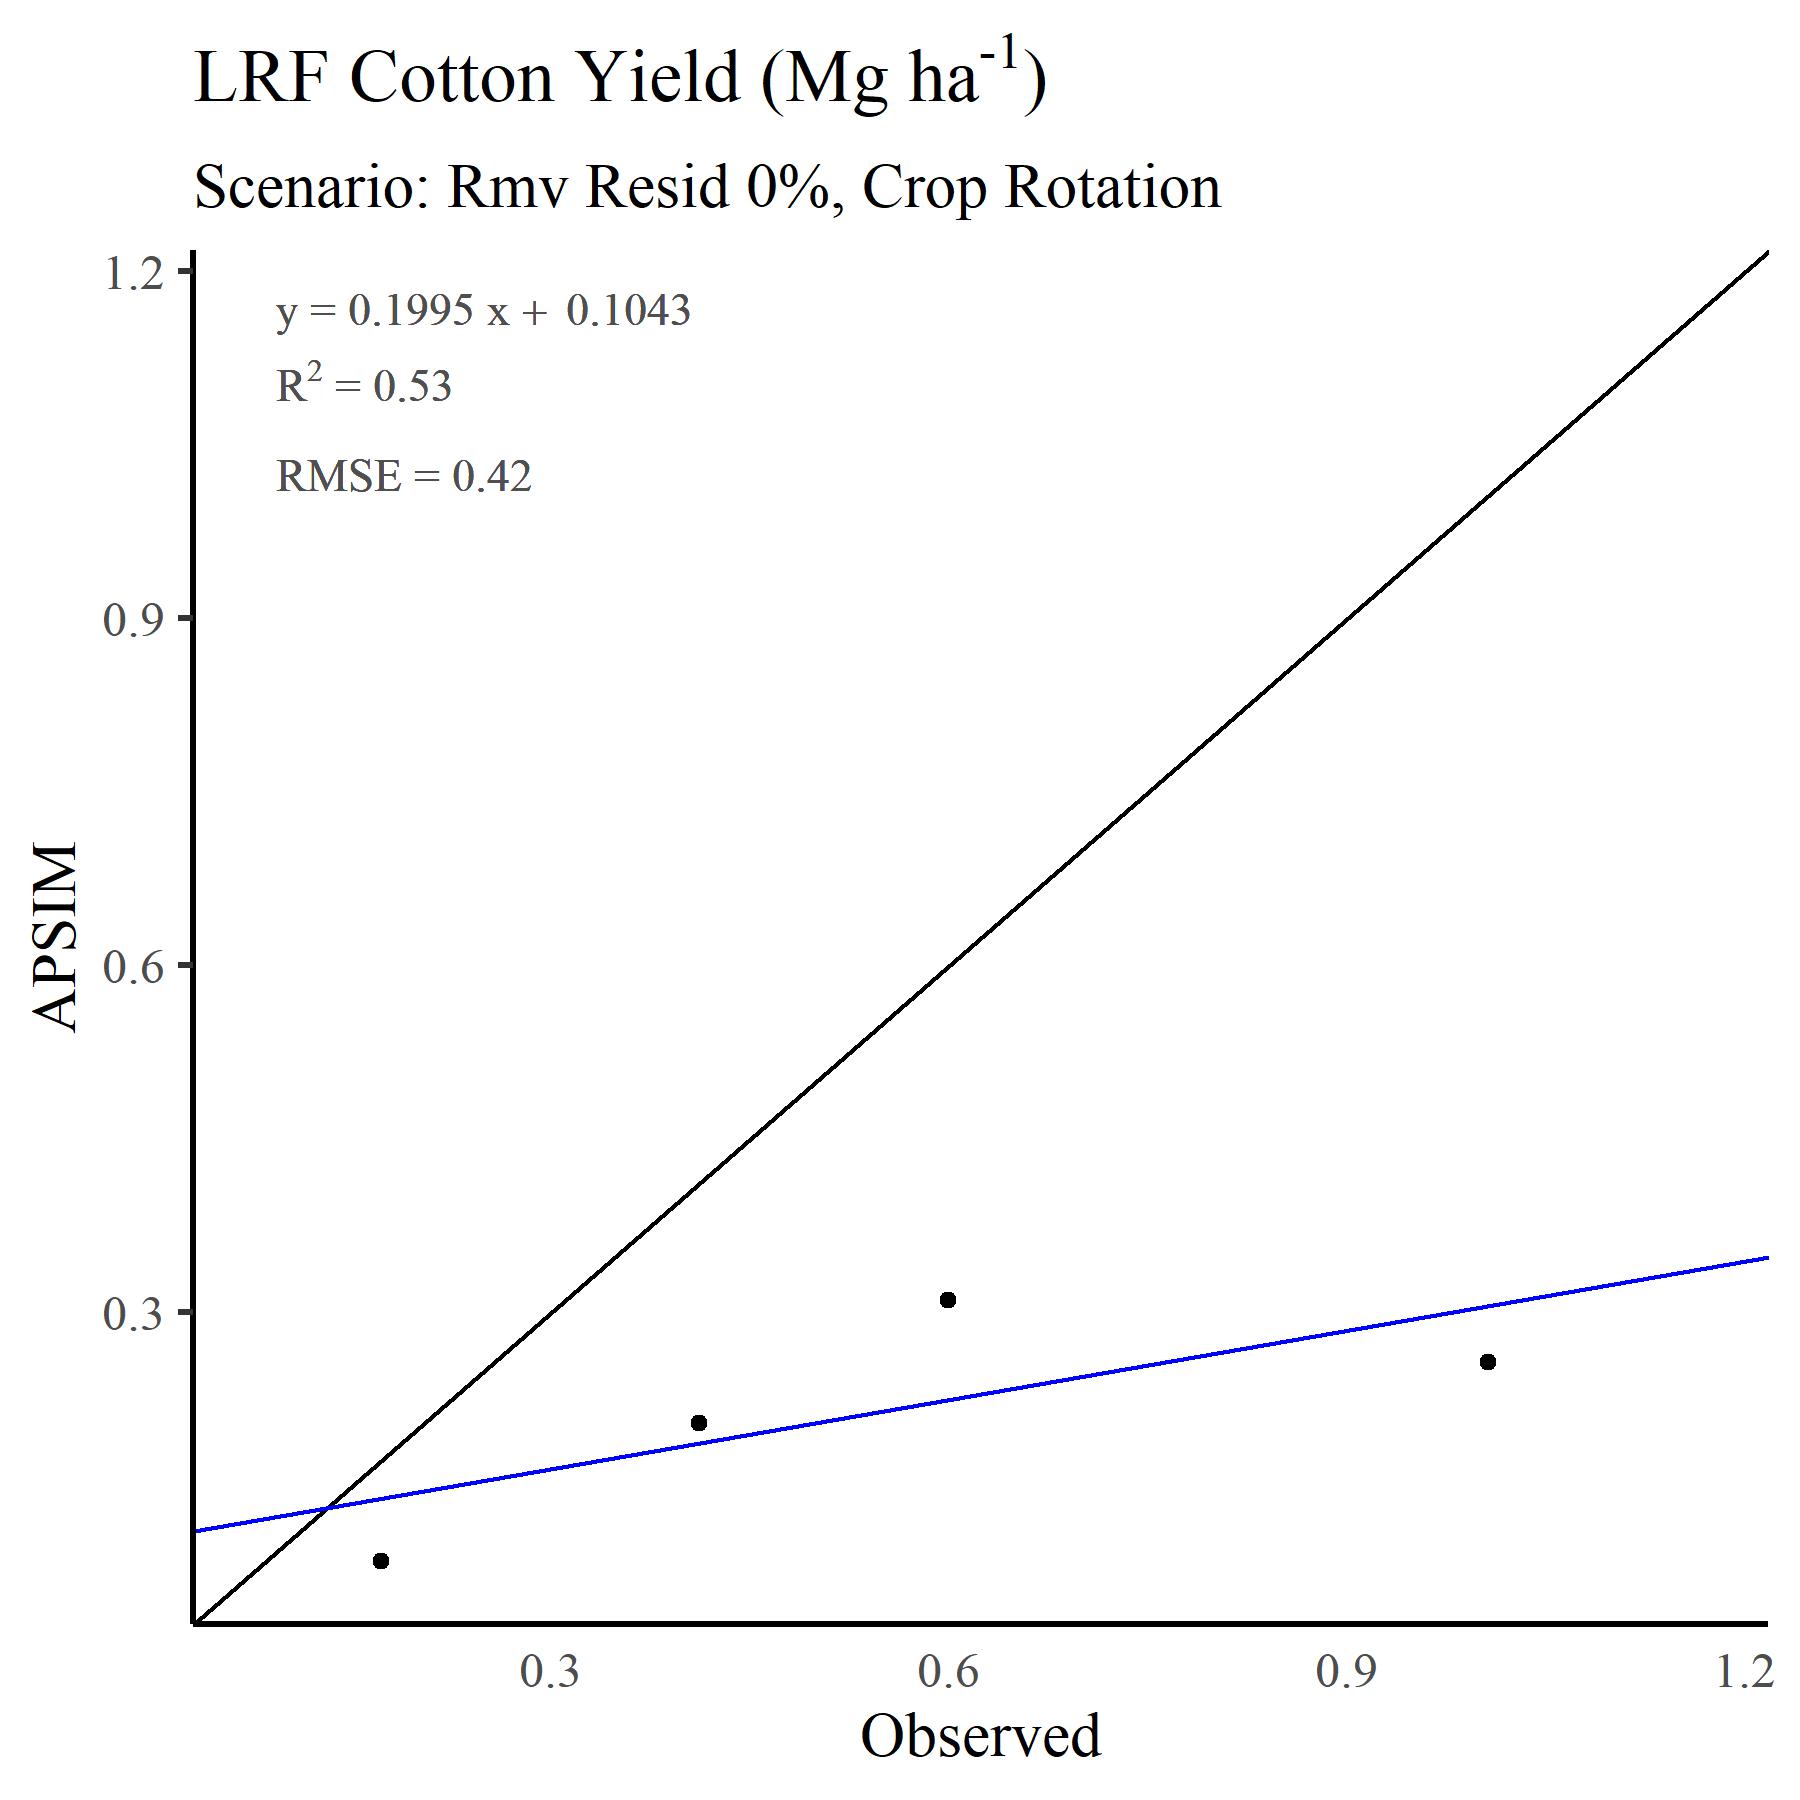 LRF Cotton Yield (Mg ha⁻¹)
Scenario: Rmv Resid 0%, Crop Rotation
1.2
y = 0.1995 x + 0.1043
R² = 0.53
RMSE = 0.42
0.9
APSIM
0.6
0.3
0.3 0.6 0.9 1.2
Observed